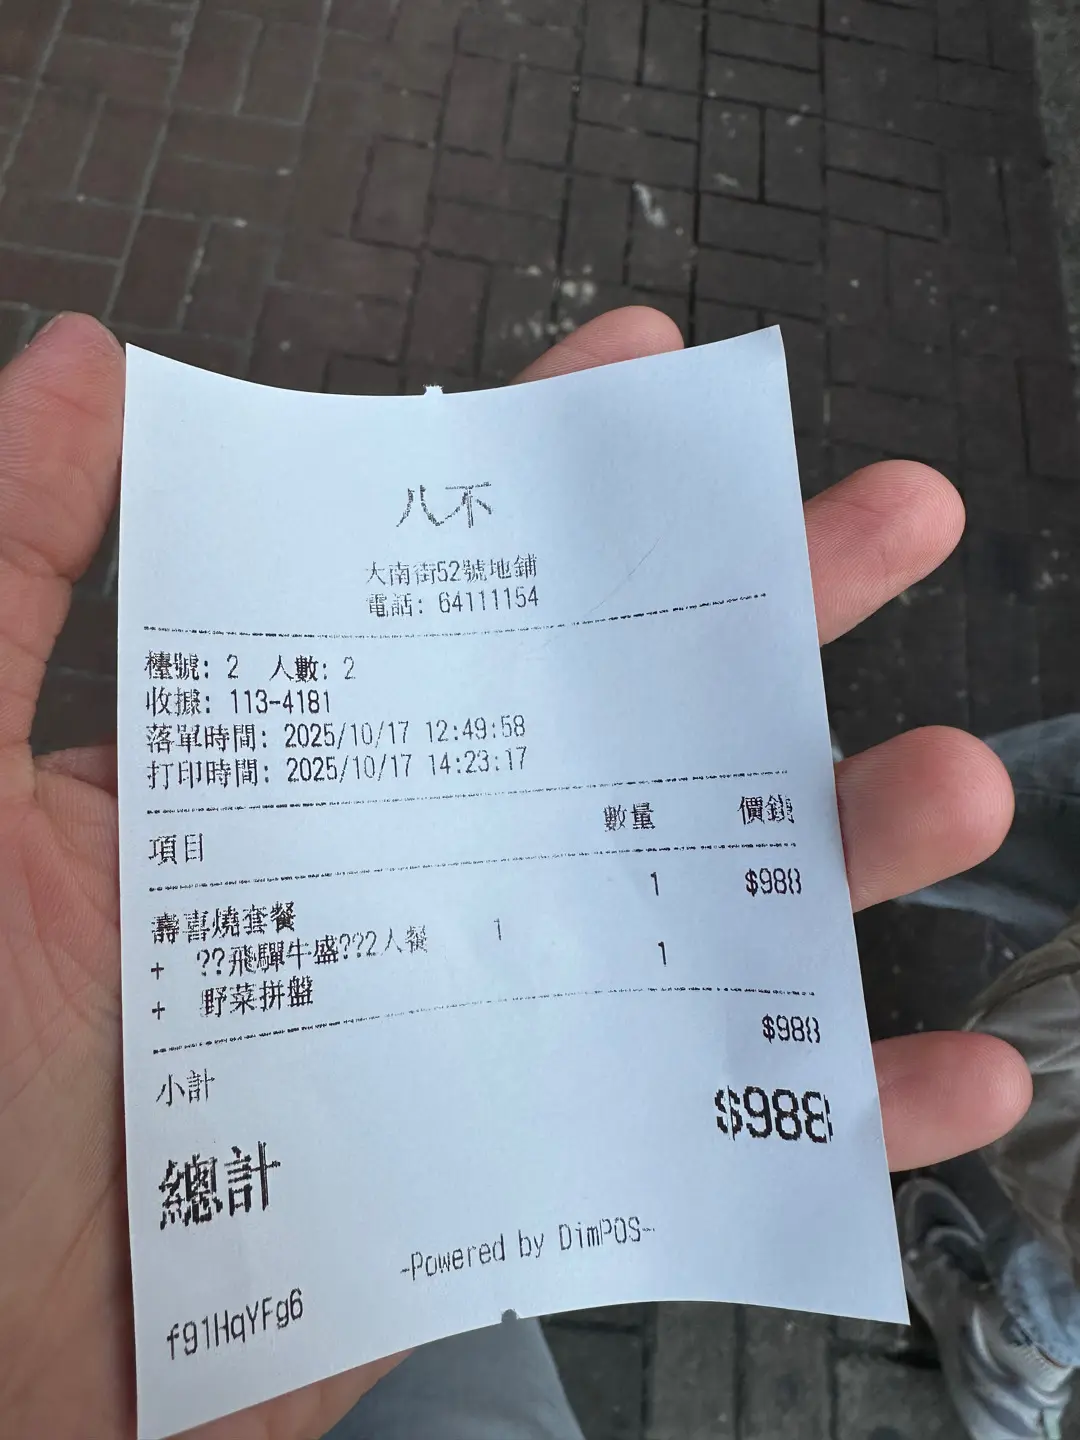 八不
大南街52號地鋪
電話: 64111154
檯號: 2 人數: 2
收據: 113-4181
落單時間: 2025/10/17 12:49:58
打印時間: 2025/10/17 14:23:17
項目 數量 價錢
壽喜燒套餐 1 $988
+ ??飛驒牛盛??2人餐 1
+ 野菜拼盤 1
小計 $988
總計 $988
-Powered by DimPOS-
f91HqYFg6